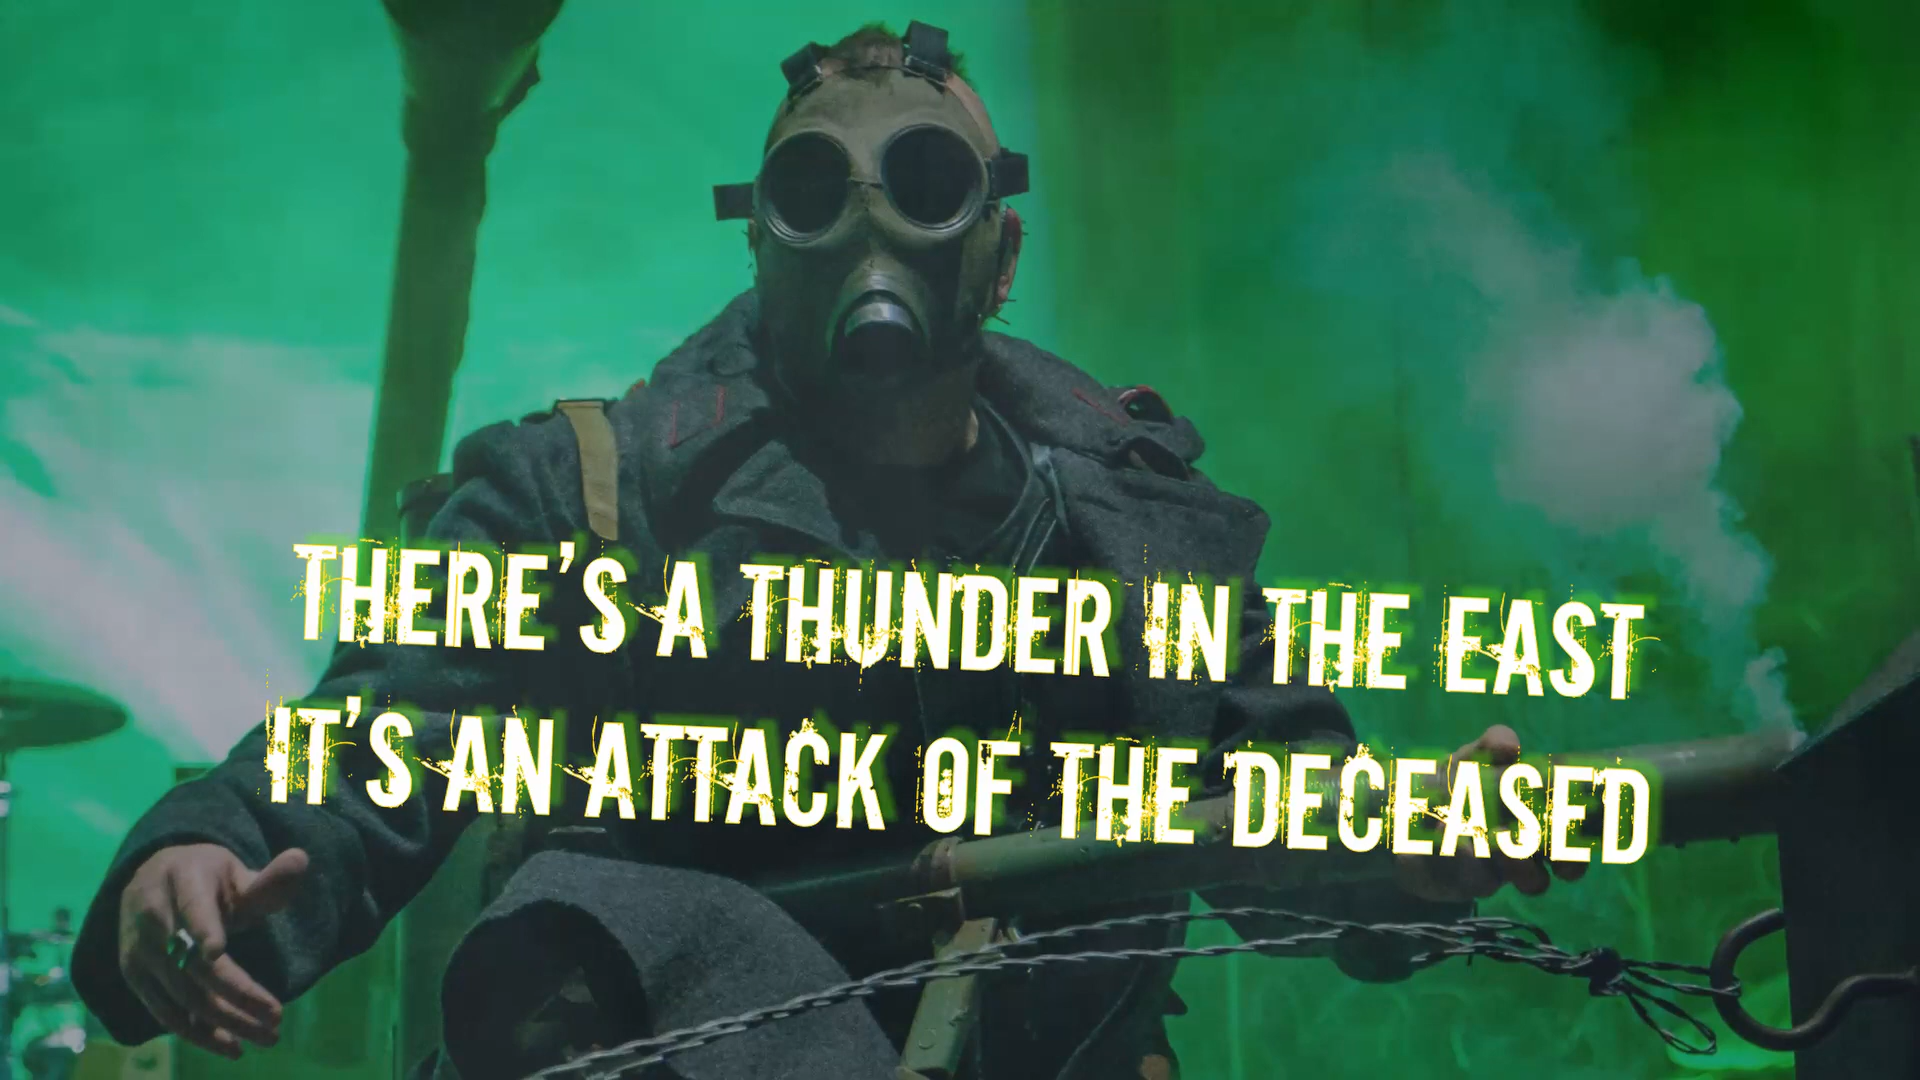 THERE'S A THUNDER IN THE EAST
IT'S AN ATTACK OF THE DECEASED